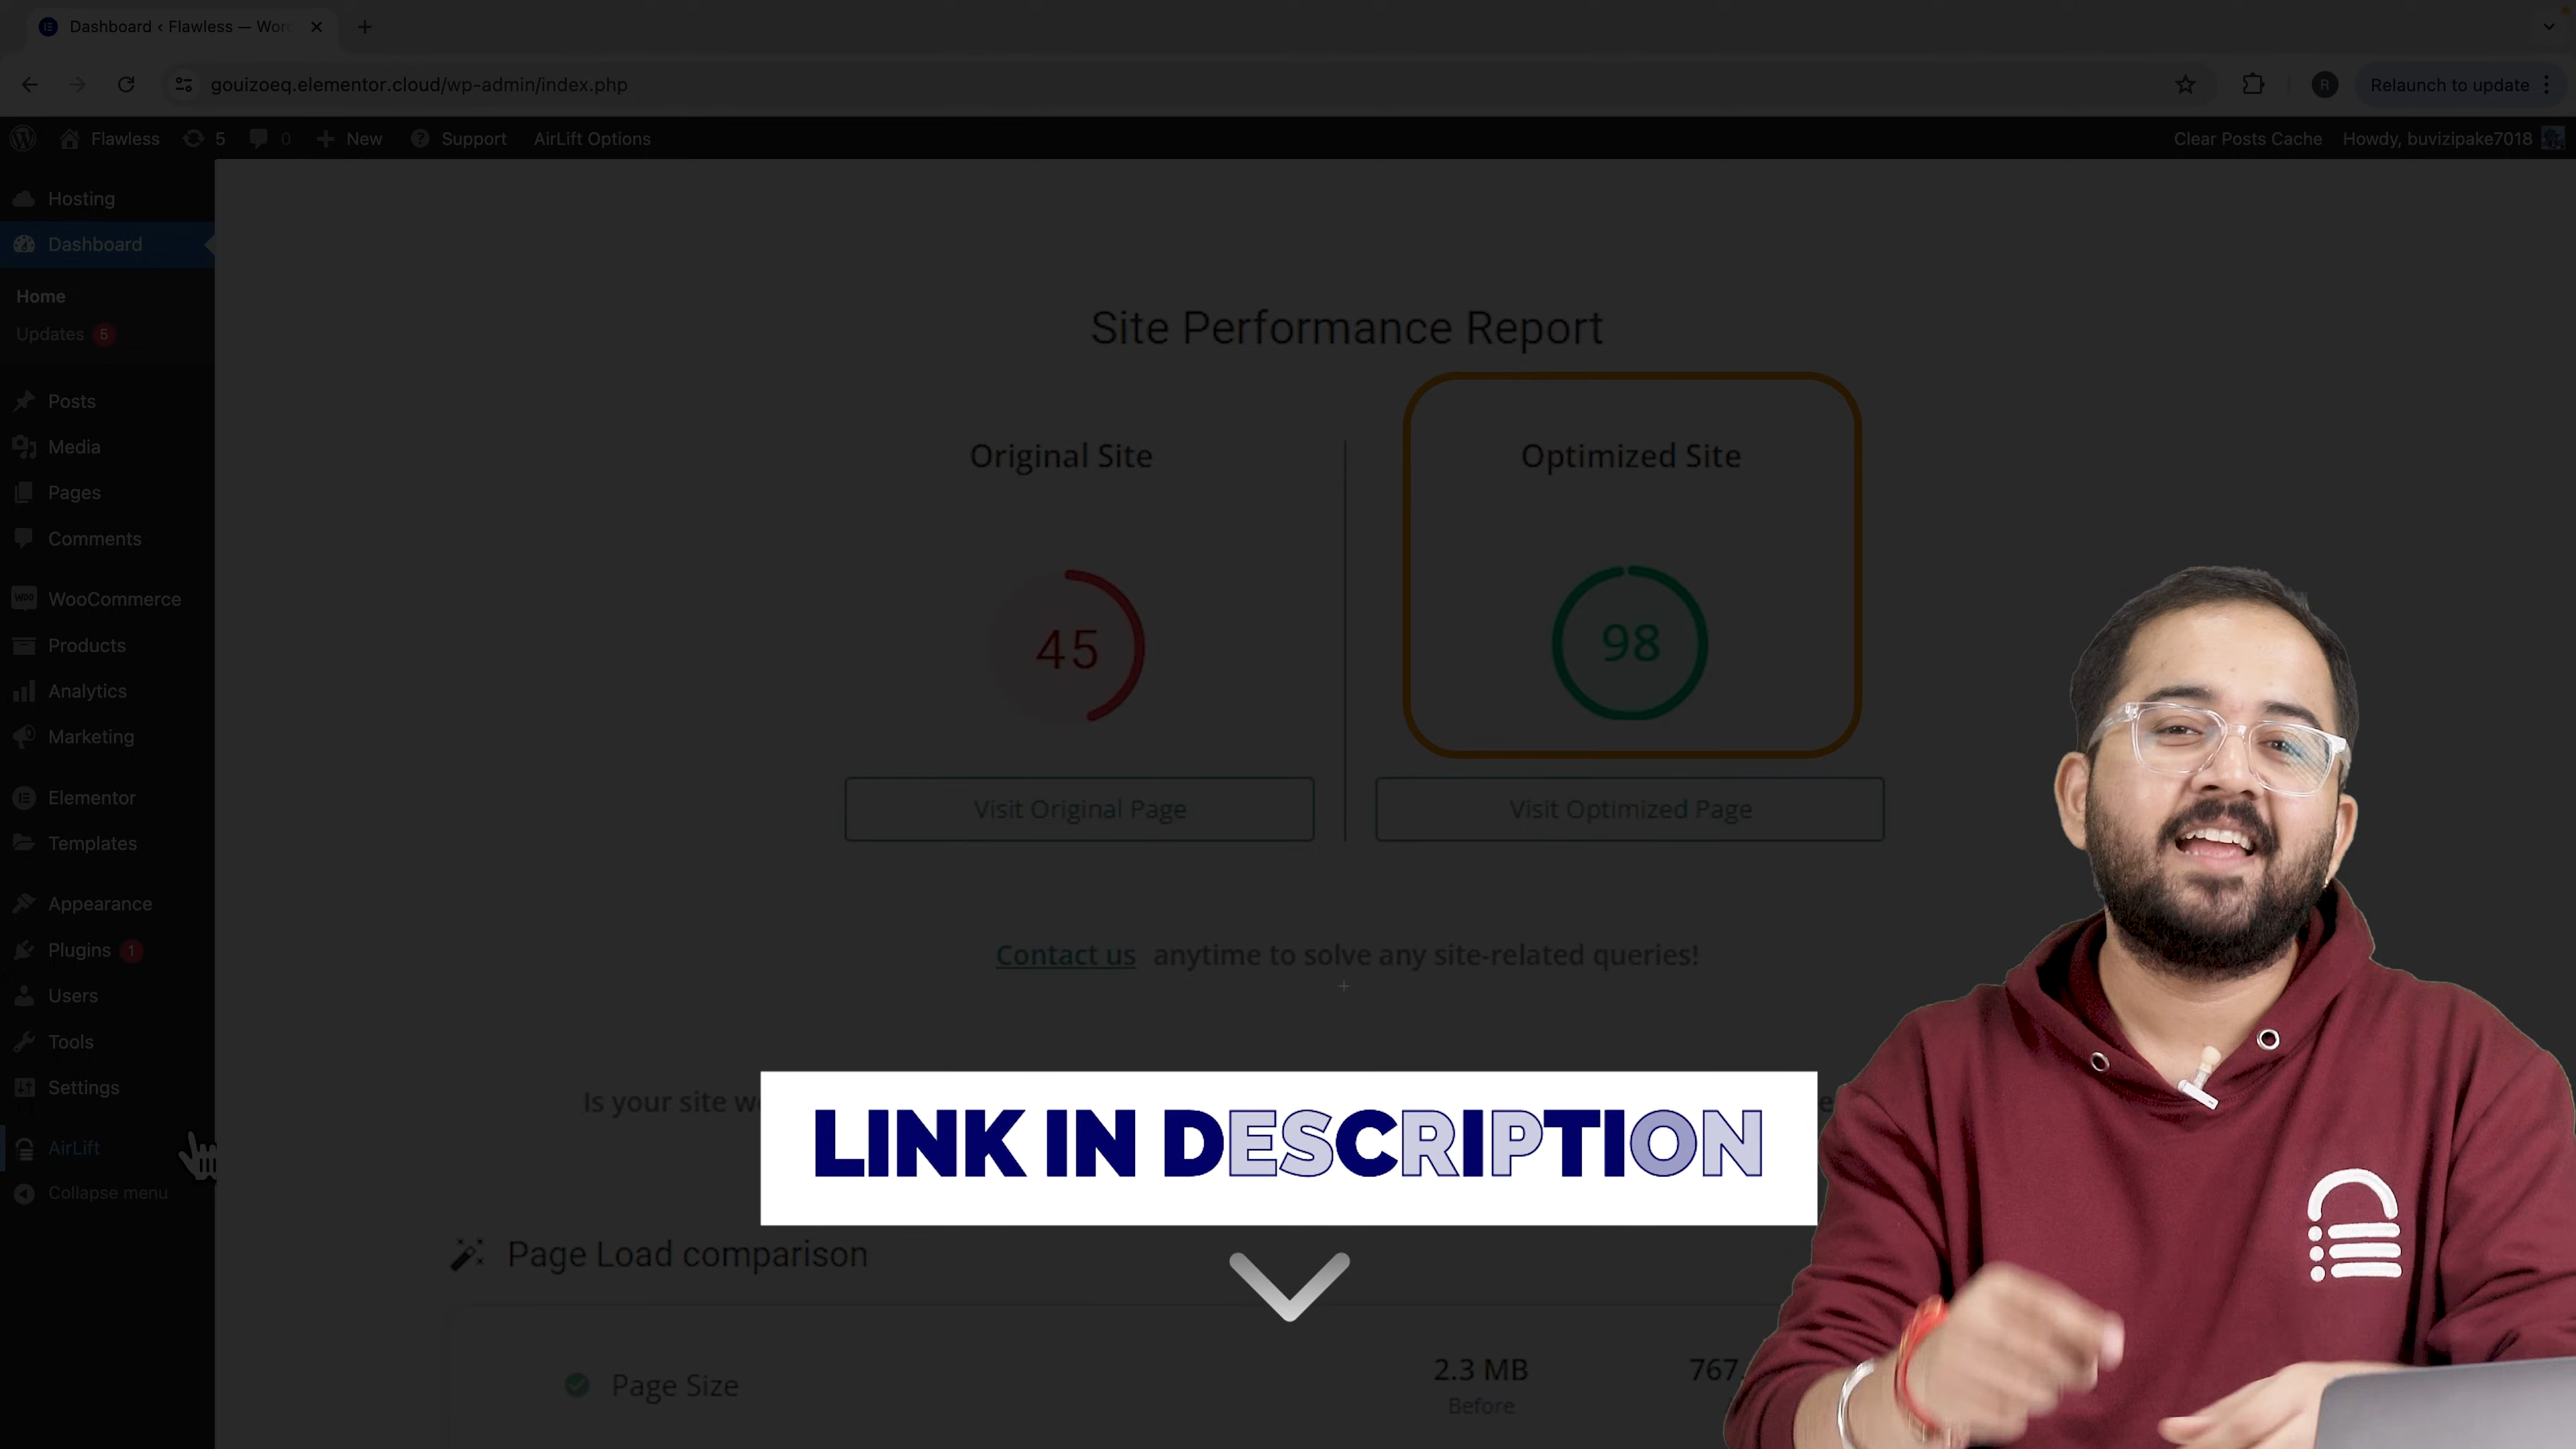 Dashboard ‹ Flawless — Wor
gouizoeq.elementor.cloud/wp-admin/index.php
R
Relaunch to update
Flawless
5
0
New
Support
AirLift Options
Clear Posts Cache
Howdy, buvizipake7018
Hosting
Dashboard
Home
Updates 5
Posts
Media
Pages
Comments
WooCommerce
Products
Analytics
Marketing
Elementor
Templates
Appearance
Plugins 1
Users
Tools
Settings
AirLift
Collapse menu
Site Performance Report
Original Site
Optimized Site
45
98
Visit Original Page
Visit Optimized Page
Contact us anytime to solve any site-related queries!
Is your site
LINK IN DESCRIPTION
Page Load comparison
Page Size
2.3 MB
767
Before